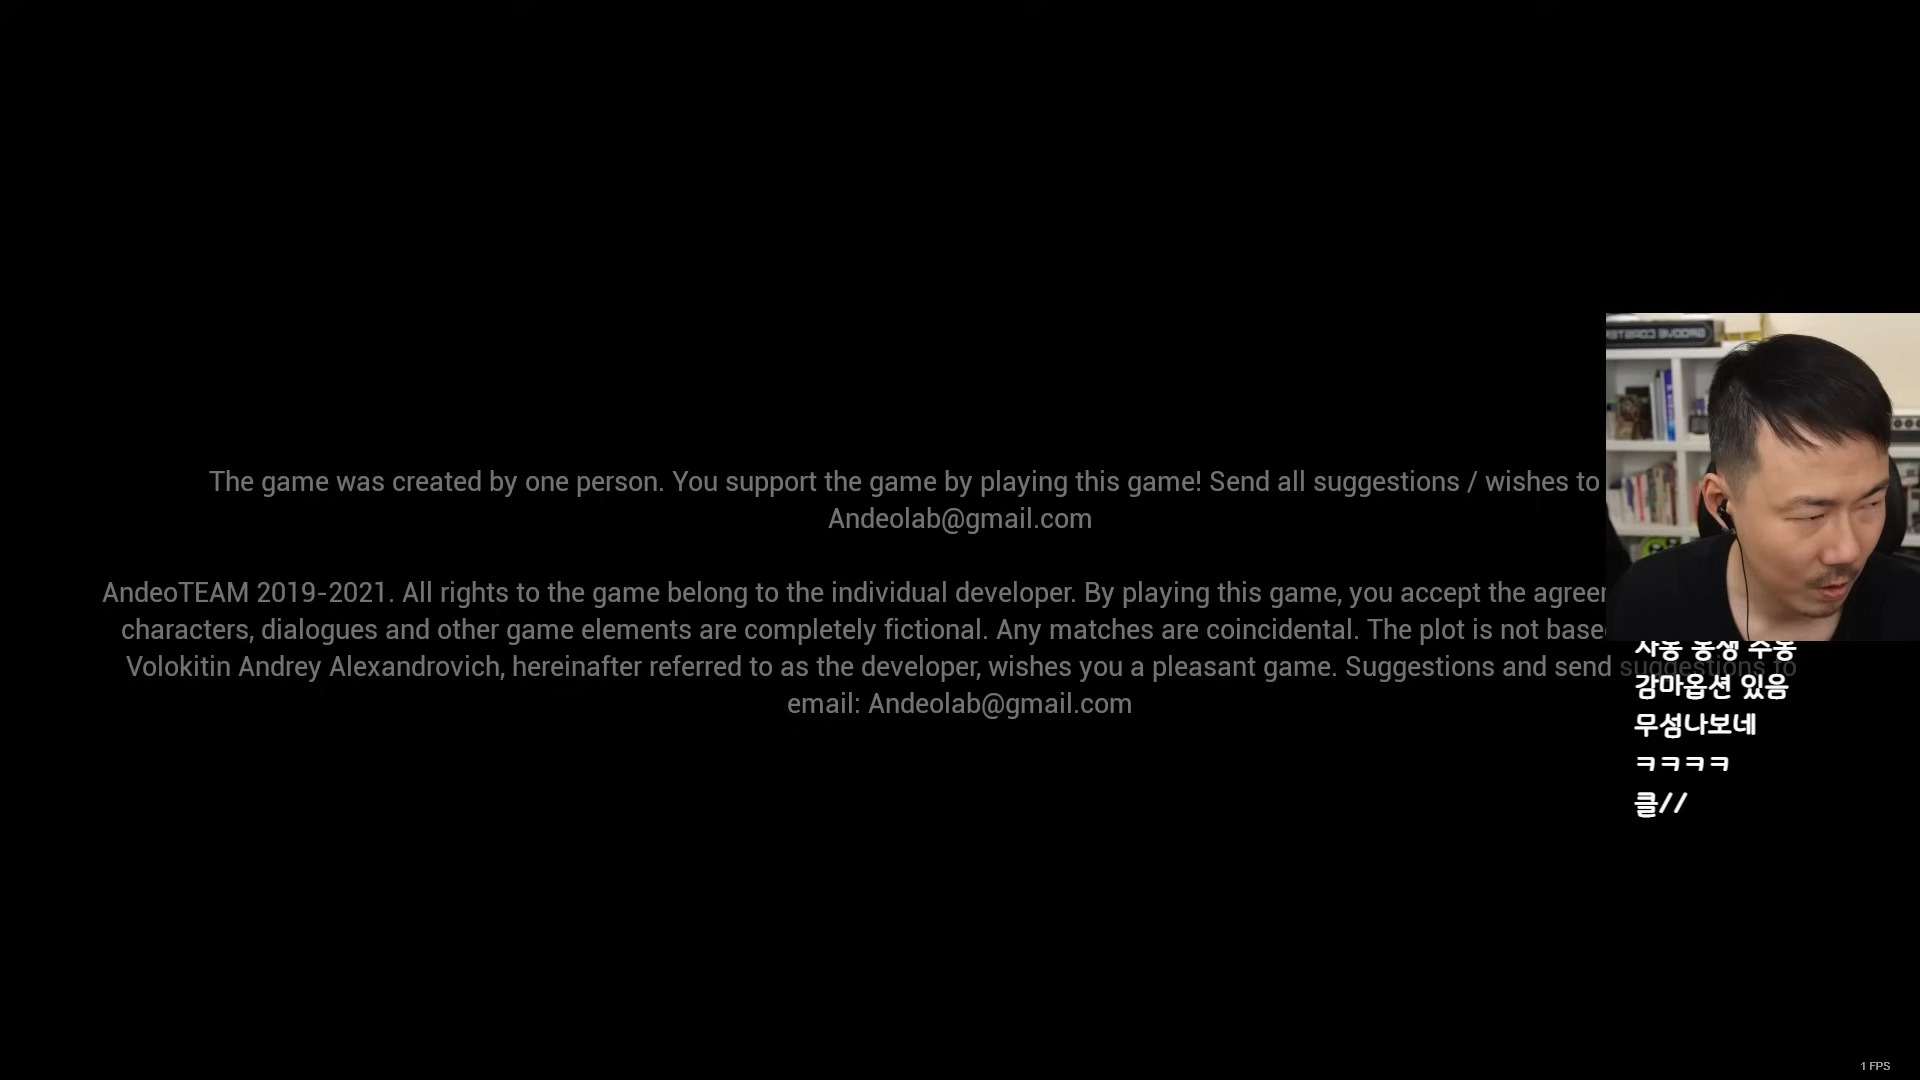 The game was created by one person. You support the game by playing this game! Send all suggestions / wishes to
Andeolab@gmail.com
AndeoTEAM 2019-2021. All rights to the game belong to the individual developer. By playing this game, you accept the
characters, dialogues and other game elements are completely fictional. Any matches are coincidental. The plot is not
Volokitin Andrey Alexandrovich, hereinafter referred to as the developer, wishes you a pleasant game. Suggestions and send suggestions to
email: Andeolab@gmail.com
감마옵션 있음
무섭나보네
ㅋㅋㅋㅋ
클//
1 FPS